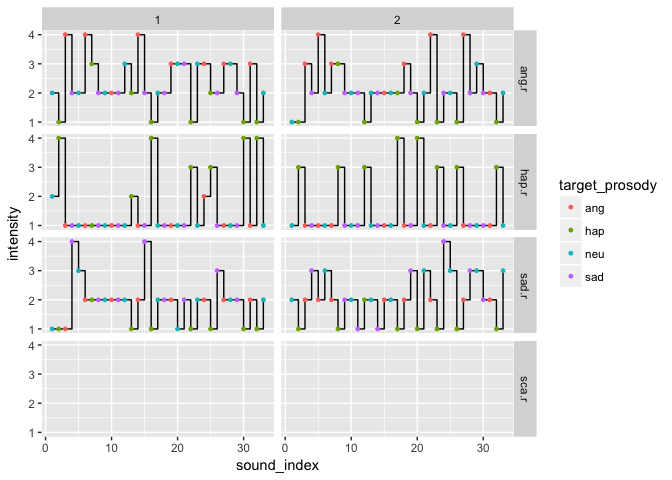 1 2
intensity
4
3
2
1
ang.r
4
3
2
1
hap.r
4
3
2
1
sad.r
4
3
2
1
sca.r
0 10 20 30 0 10 20 30
sound_index
target_prosody
ang
hap
neu
sad